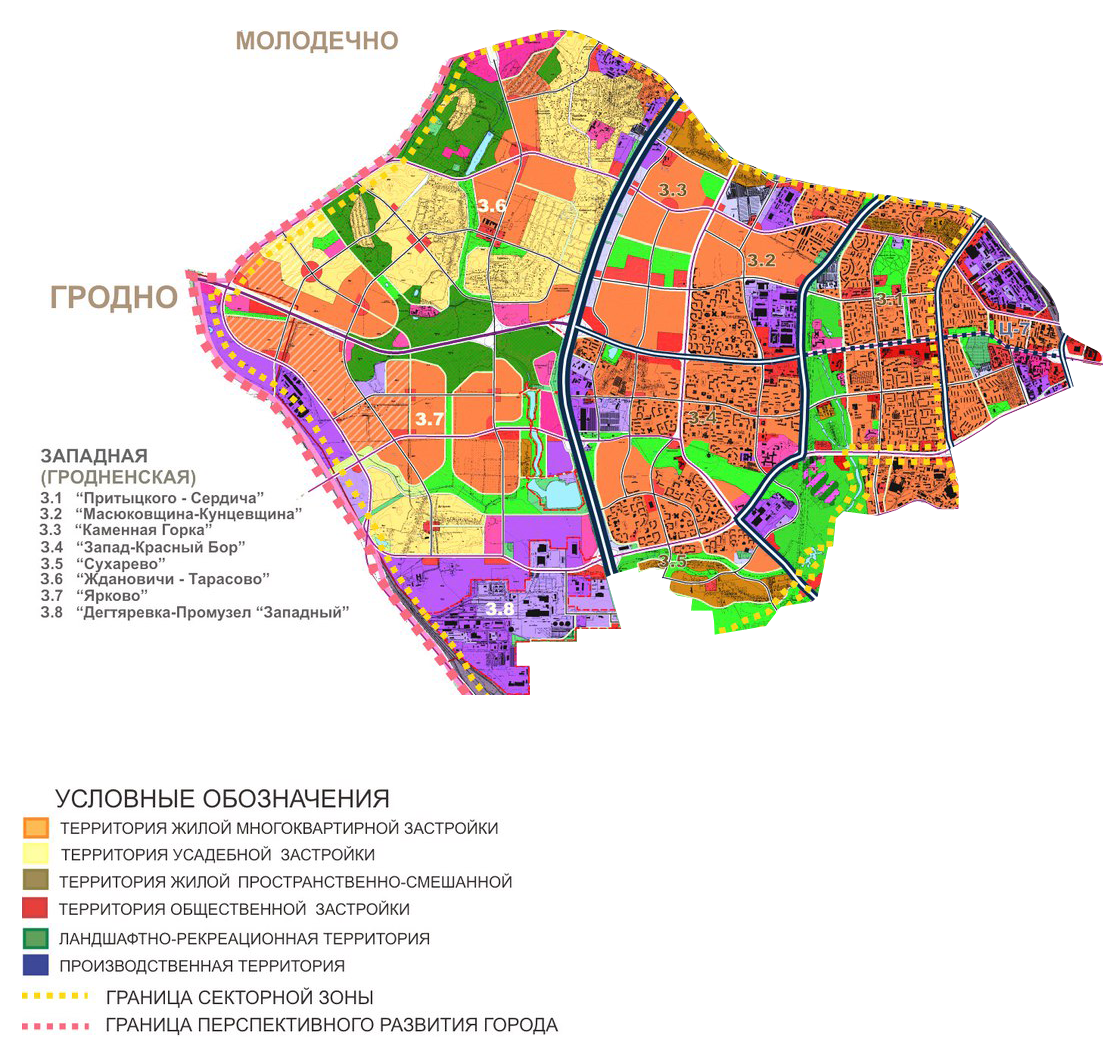 МОЛОДЕЧНО
ГРОДНО
3.3
3.6
3.2
3.1
Ц-7
3.7
3.4
3.5
3.8
ЗАПАДНАЯ
(ГРОДНЕНСКАЯ)
3.1 “Притыцкого - Сердича”
3.2 “Масюковщина-Кунцевщина”
3.3 “Каменная Горка”
3.4 “Запад-Красный Бор”
3.5 “Сухарево”
3.6 “Ждановичи - Тарасово”
3.7 “Ярково”
3.8 “Дегтяревка-Промузел “Западный”
УСЛОВНЫЕ ОБОЗНАЧЕНИЯ
ТЕРРИТОРИЯ ЖИЛОЙ МНОГОКВАРТИРНОЙ ЗАСТРОЙКИ
ТЕРРИТОРИЯ УСАДЕБНОЙ ЗАСТРОЙКИ
ТЕРРИТОРИЯ ЖИЛОЙ ПРОСТРАНСТВЕННО-СМЕШАННОЙ
ТЕРРИТОРИЯ ОБЩЕСТВЕННОЙ ЗАСТРОЙКИ
ЛАНДШАФТНО-РЕКРЕАЦИОННАЯ ТЕРРИТОРИЯ
ПРОИЗВОДСТВЕННАЯ ТЕРРИТОРИЯ
ГРАНИЦА СЕКТОРНОЙ ЗОНЫ
ГРАНИЦА ПЕРСПЕКТИВНОГО РАЗВИТИЯ ГОРОДА